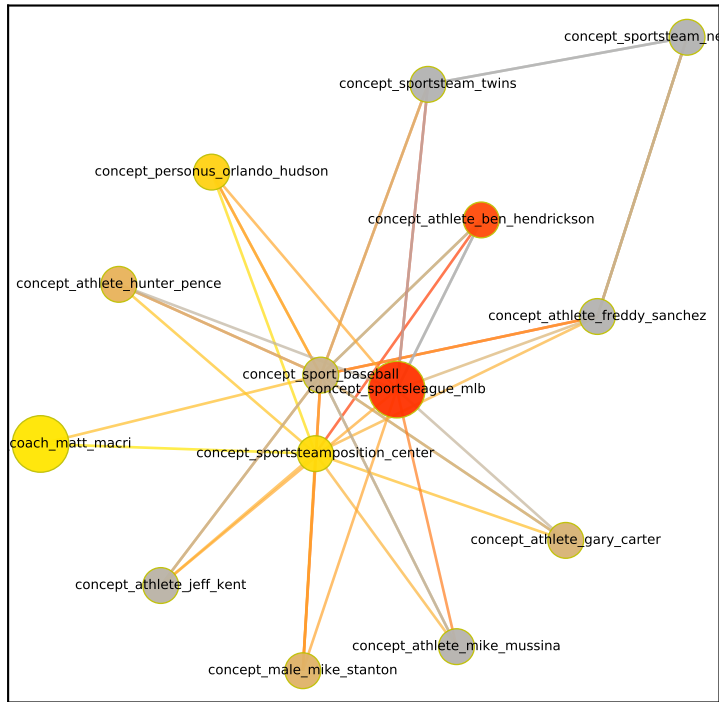 concept_sportsteam_ne
concept_sportsteam_twins
concept_personus_orlando_hudson
concept_athlete_ben_hendrickson
concept_athlete_hunter_pence
concept_athlete_freddy_sanchez
concept_sport_baseball
concept_sportsleague_mlb
coach_matt_macri
concept_sportsteamposition_center
concept_athlete_gary_carter
concept_athlete_jeff_kent
concept_athlete_mike_mussina
concept_male_mike_stanton